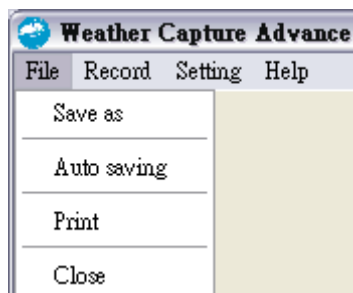 Weather Capture Advance
File Record Setting Help
Save as
Auto saving
Print
Close